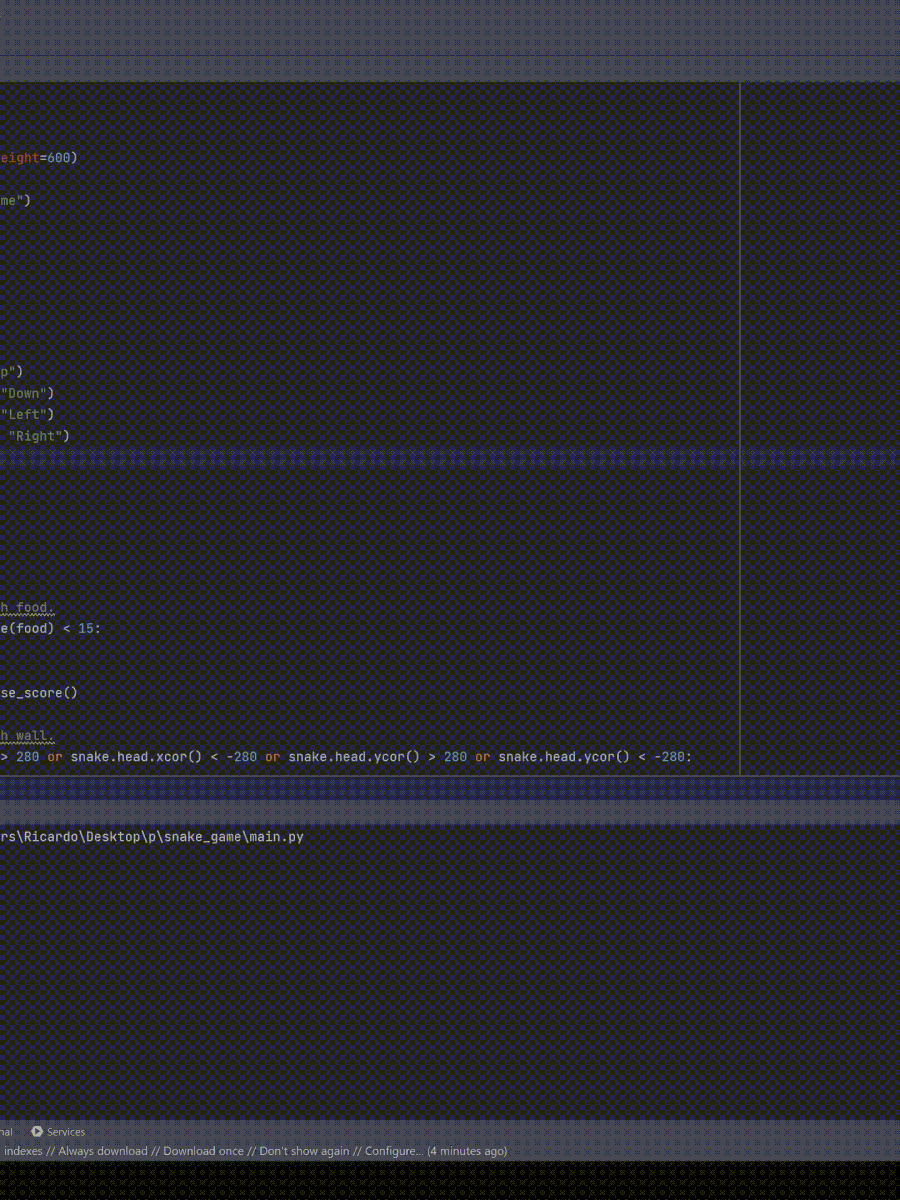 eight=600)
me")
p")
"Down")
"Left")
"Right")
h food.
e(food) < 15:
se_score()
h wall.
> 280 or snake.head.xcor() < -280 or snake.head.ycor() > 280 or snake.head.ycor() < -280:
rs\Ricardo\Desktop\p\snake_game\main.py
nal Services
indexes // Always download // Download once // Don't show again // Configure... (4 minutes ago)